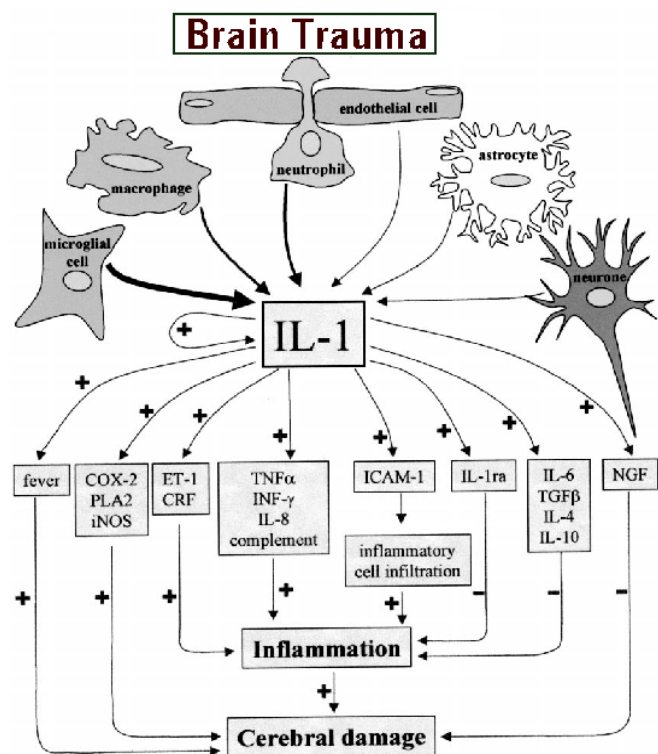 Brain Trauma
endothelial cell
neutrophil
macrophage
astrocyte
microglial
cell
neurone
IL-1
+
+
+
+
+
+
+
+
+
fever
COX-2
PLA2
iNOS
ET-1
CRF
TNFα
INF-γ
IL-8
complement
ICAM-1
IL-1ra
IL-6
TGFβ
IL-4
IL-10
NGF
inflammatory
cell infiltration
+
+
+
+
+
-
-
-
Inflammation
+
Cerebral damage